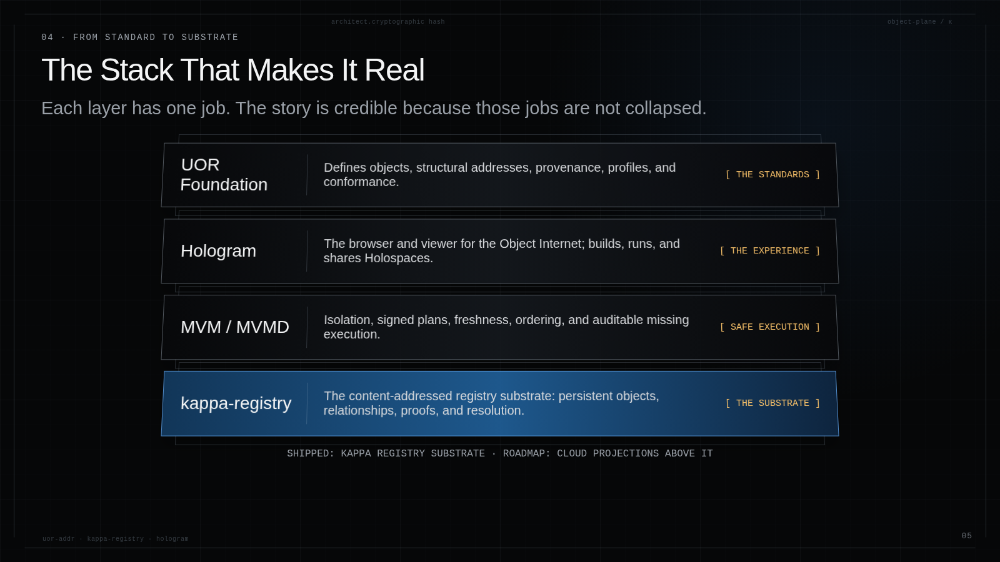 architect.cryptographic hash
object-plane / κ
04 · FROM STANDARD TO SUBSTRATE
The Stack That Makes It Real
Each layer has one job. The story is credible because those jobs are not collapsed.
UOR
Foundation
Defines objects, structural addresses, provenance, profiles, and
conformance.
[ THE STANDARDS ]
Hologram
The browser and viewer for the Object Internet; builds, runs, and
shares Holospaces.
[ THE EXPERIENCE ]
MVM / MVMD
Isolation, signed plans, freshness, ordering, and auditable missing
execution.
[ SAFE EXECUTION ]
kappa-registry
The content-addressed registry substrate: persistent objects,
relationships, proofs, and resolution.
[ THE SUBSTRATE ]
SHIPPED: KAPPA REGISTRY SUBSTRATE · ROADMAP: CLOUD PROJECTIONS ABOVE IT
uor-addr · kappa-registry · hologram
05